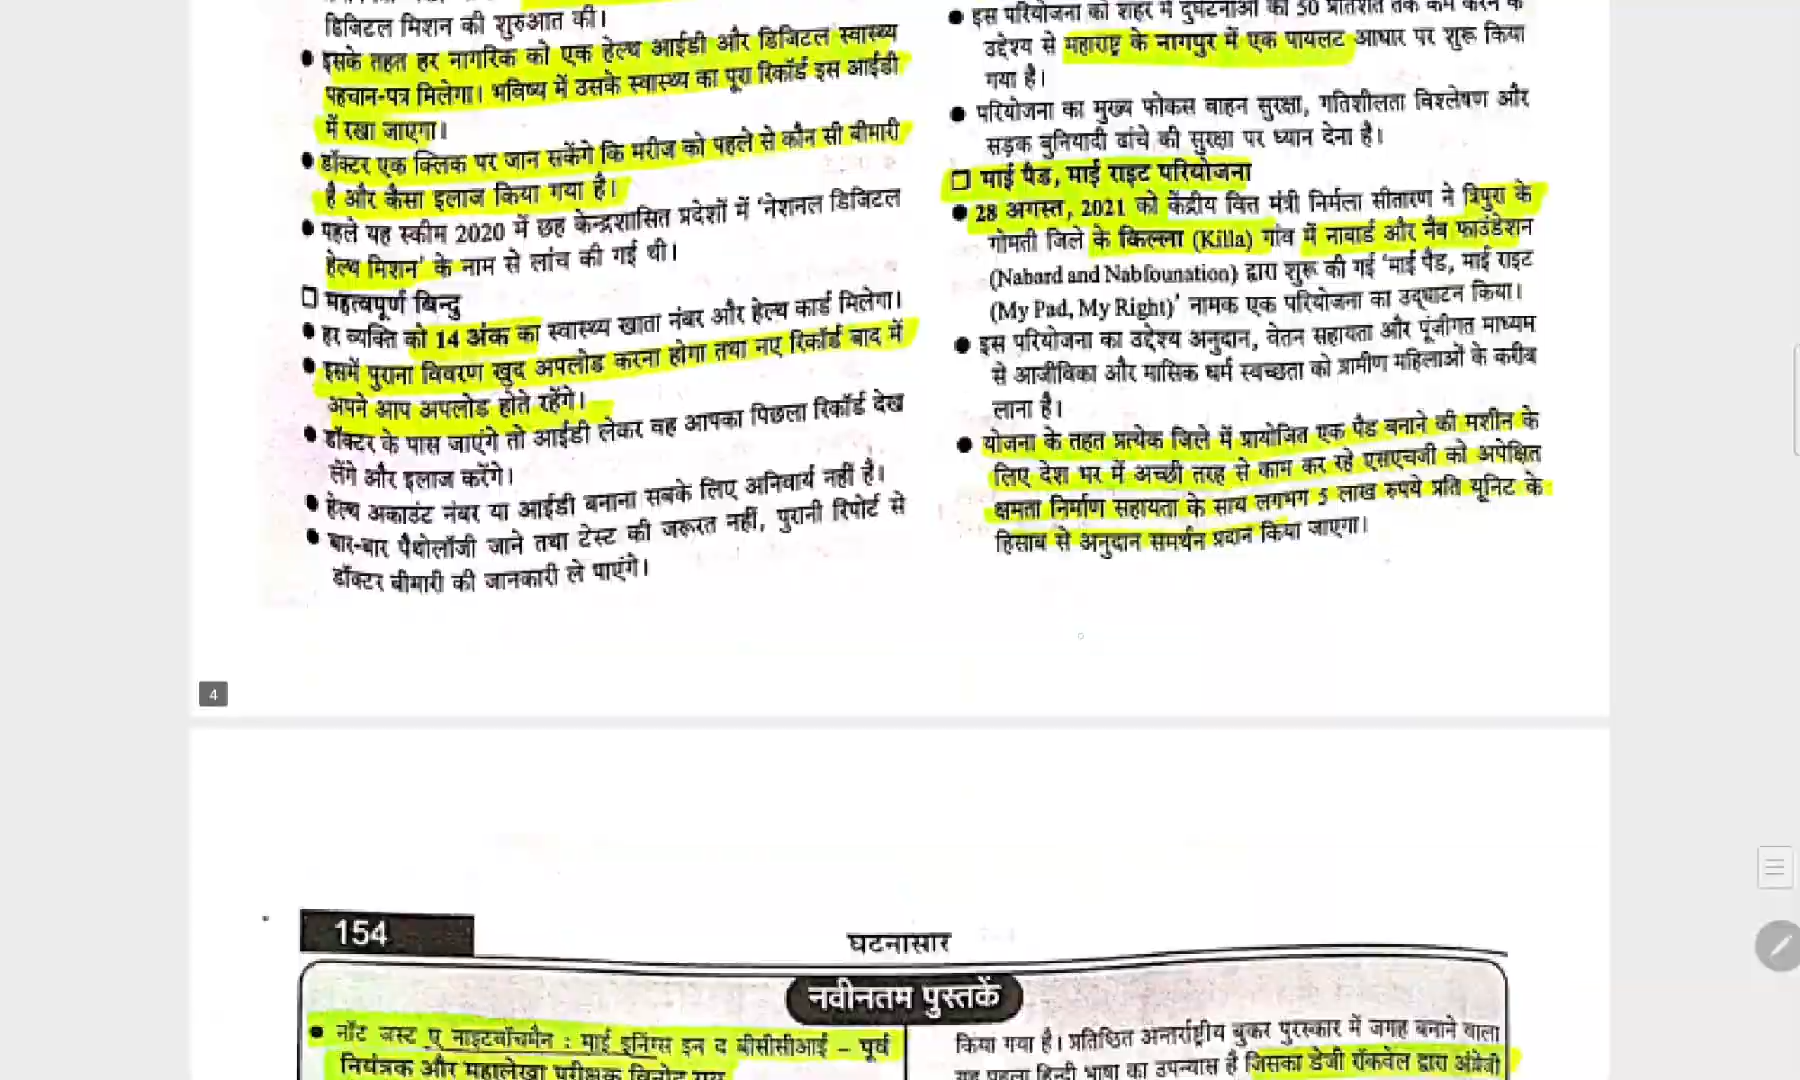 डिजिटल मिशन की शुरुआत की।
● इसके तहत हर नागरिक को एक हेल्थ आईडी और डिजिटल स्वास्थ्य
पहचान-पत्र मिलेगा। भविष्य में उसके स्वास्थ्य का पूरा रिकॉर्ड इस आईडी
में रखा जाएगा।
● डॉक्टर एक क्लिक पर जान सकेंगे कि मरीज को पहले से कौन सी बीमारी
है और कैसा इलाज किया गया है।
● पहले यह स्कीम 2020 में छह केन्द्रशासित प्रदेशों में 'नेशनल डिजिटल
हेल्थ मिशन' के नाम से लांच की गई थी।
❑ महत्वपूर्ण बिन्दु
● हर व्यक्ति को 14 अंक का स्वास्थ्य खाता नंबर और हेल्थ कार्ड मिलेगा।
● इसमें पुराना विवरण खुद अपलोड करना होगा तथा नए रिकॉर्ड बाद में
अपने आप अपलोड होते रहेंगे।
● डॉक्टर के पास जाएंगे तो आईडी लेकर वह आपका पिछला रिकॉर्ड देख
लेंगे और इलाज करेंगे।
● हेल्थ अकाउंट नंबर या आईडी बनाना सबके लिए अनिवार्य नहीं है।
● बार-बार पैथोलॉजी जाने तथा टेस्ट की जरूरत नहीं, पुरानी रिपोर्ट से
डॉक्टर बीमारी की जानकारी ले पाएंगे।
● इस परियोजना को शहर में दुर्घटनाओं को 50 प्रतिशत तक कम करने के
उद्देश्य से महाराष्ट्र के नागपुर में एक पायलट आधार पर शुरू किया
गया है।
● परियोजना का मुख्य फोकस वाहन सुरक्षा, गतिशीलता विश्लेषण और
सड़क बुनियादी ढांचे की सुरक्षा पर ध्यान देना है।
❑ माई पैड, माई राइट परियोजना
● 28 अगस्त, 2021 को केंद्रीय वित्त मंत्री निर्मला सीतारण ने त्रिपुरा के
गोमती जिले के किल्ला (Killa) गांव में नाबार्ड और नैब फाउंडेशन
(Nabard and Nabfounation) द्वारा शुरू की गई 'माई पैड, माई राइट
(My Pad, My Right)' नामक एक परियोजना का उद्घाटन किया।
● इस परियोजना का उद्देश्य अनुदान, वेतन सहायता और पूंजीगत माध्यम
से आजीविका और मासिक धर्म स्वच्छता को ग्रामीण महिलाओं के करीब
लाना है।
● योजना के तहत प्रत्येक जिले में प्रायोजित एक पैड बनाने की मशीन के
लिए देश भर में अच्छी तरह से काम कर रहे एसएचजी को अपेक्षित
क्षमता निर्माण सहायता के साथ लगभग 5 लाख रुपये प्रति यूनिट के
हिसाब से अनुदान समर्थन प्रदान किया जाएगा।
4
154
घटनासार
नवीनतम पुस्तकें
● नॉट जस्ट ए नाइटवॉचमैन : माई इनिंग्स इन द बीसीसीआई – पूर्व
नियंत्रक और महालेखा परीक्षक विनोद राय
किया गया है। प्रतिष्ठित अन्तर्राष्ट्रीय बुकर पुरस्कार में जगह बनाने वाला
यह पहला हिन्दी भाषा का उपन्यास है जिसका डेजी रॉकवेल द्वारा अंग्रेजी